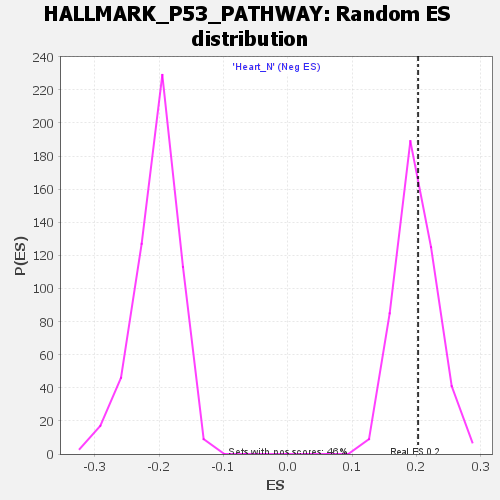 HALLMARK_P53_PATHWAY: Random ES
distribution
'Heart_N' (Neg ES)
240
220
200
180
160
140
120
100
80
60
40
20
0
P(ES)
Sets with pos scores: 46%
Real ES 0.2
-0.3 -0.2 -0.1 0.0 0.1 0.2 0.3
ES